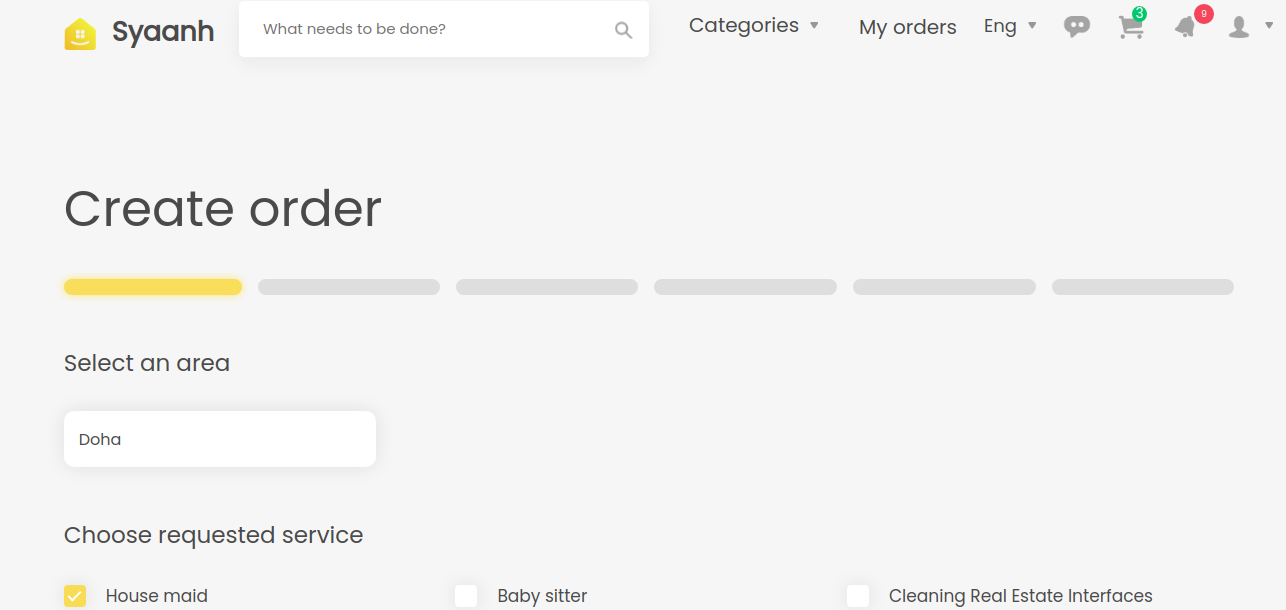 Syaanh
What needs to be done?
Categories
My orders
Eng
3
9
Create order
Select an area
Doha
Choose requested service
House maid
Baby sitter
Cleaning Real Estate Interfaces